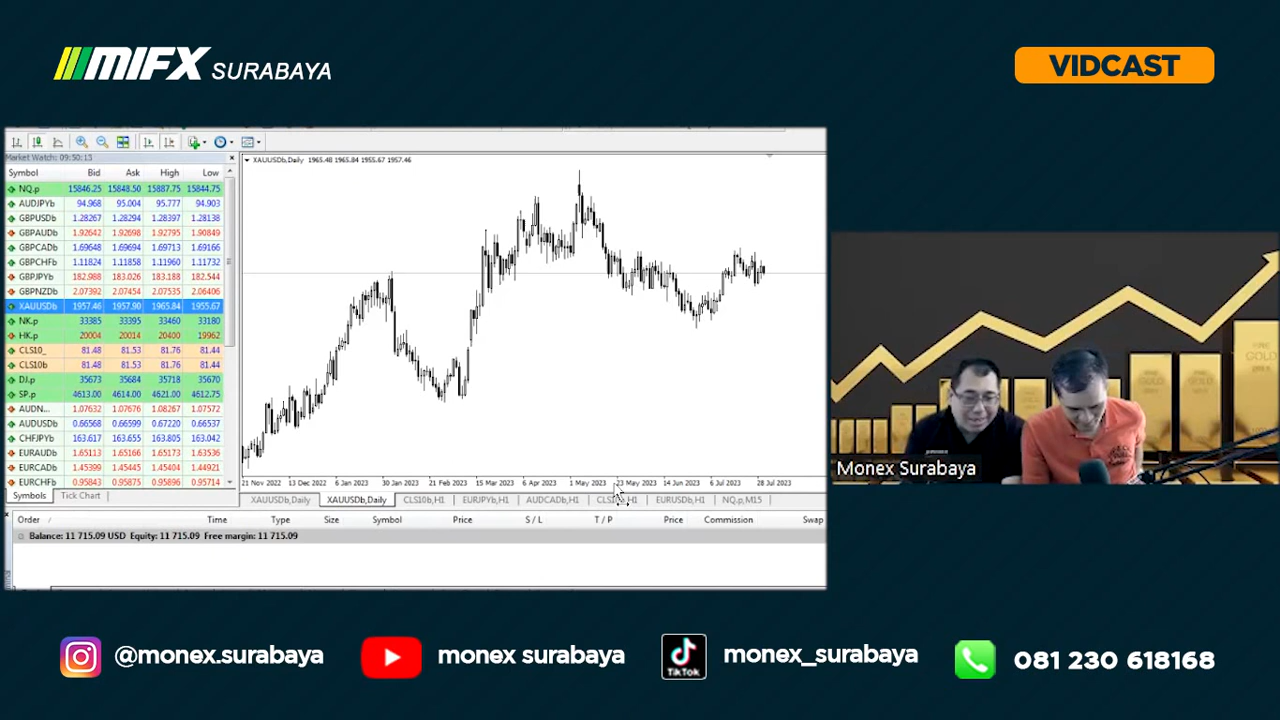 MIFX SURABAYA
VIDCAST
Market Watch: 09:50:13
Symbol Bid Ask High Low
NQ.p 15846.25 15848.50 15887.75 15844.75
AUDJPYb 94.968 95.004 95.777 94.903
GBPUSDb 1.28267 1.28294 1.28397 1.28138
GBPAUDb 1.92642 1.92698 1.92795 1.90849
GBPCADb 1.69648 1.69694 1.69713 1.69166
GBPCHFb 1.11824 1.11858 1.11960 1.11732
GBPJPYb 182.988 183.026 183.188 182.544
GBPNZDb 2.07392 2.07454 2.07535 2.06406
XAUUSDb 1957.46 1957.90 1965.84 1955.67
NK.p 33385 33395 33460 33180
HK.p 20004 20014 20400 19962
CLS10_ 81.48 81.53 81.76 81.44
CLS10b 81.48 81.53 81.76 81.44
DJ.p 35673 35684 35718 35670
SP.p 4613.00 4614.00 4621.00 4612.75
AUDN... 1.07632 1.07676 1.08267 1.07572
AUDUSDb 0.66568 0.66599 0.67220 0.66537
CHFJPYb 163.617 163.655 163.805 163.042
EURAUDb 1.65113 1.65166 1.65173 1.63536
EURCADb 1.45399 1.45445 1.45404 1.44921
EURCHFb 0.95843 0.95876 0.95896 0.95714
Symbols Tick Chart
XAUUSDb,Daily 1965.48 1965.84 1955.67 1957.46
21 Nov 2022 13 Dec 2022 6 Jan 2023 30 Jan 2023 21 Feb 2023 15 Mar 2023 6 Apr 2023 1 May 2023 23 May 2023 14 Jun 2023 6 Jul 2023 28 Jul 2023
XAUUSDb,Daily XAUUSDb,Daily CLS10b,H1 EURJPYb,H1 AUDCADb,H1 EURUSDb,H1 NQ.p,M15
Order Time Type Size Symbol Price S / L T / P Price Commission Swap
Balance: 11 715.09 USD Equity: 11 715.09 Free margin: 11 715.09
Monex Surabaya
@monex.surabaya
monex surabaya
TikTok
monex_surabaya
081 230 618168